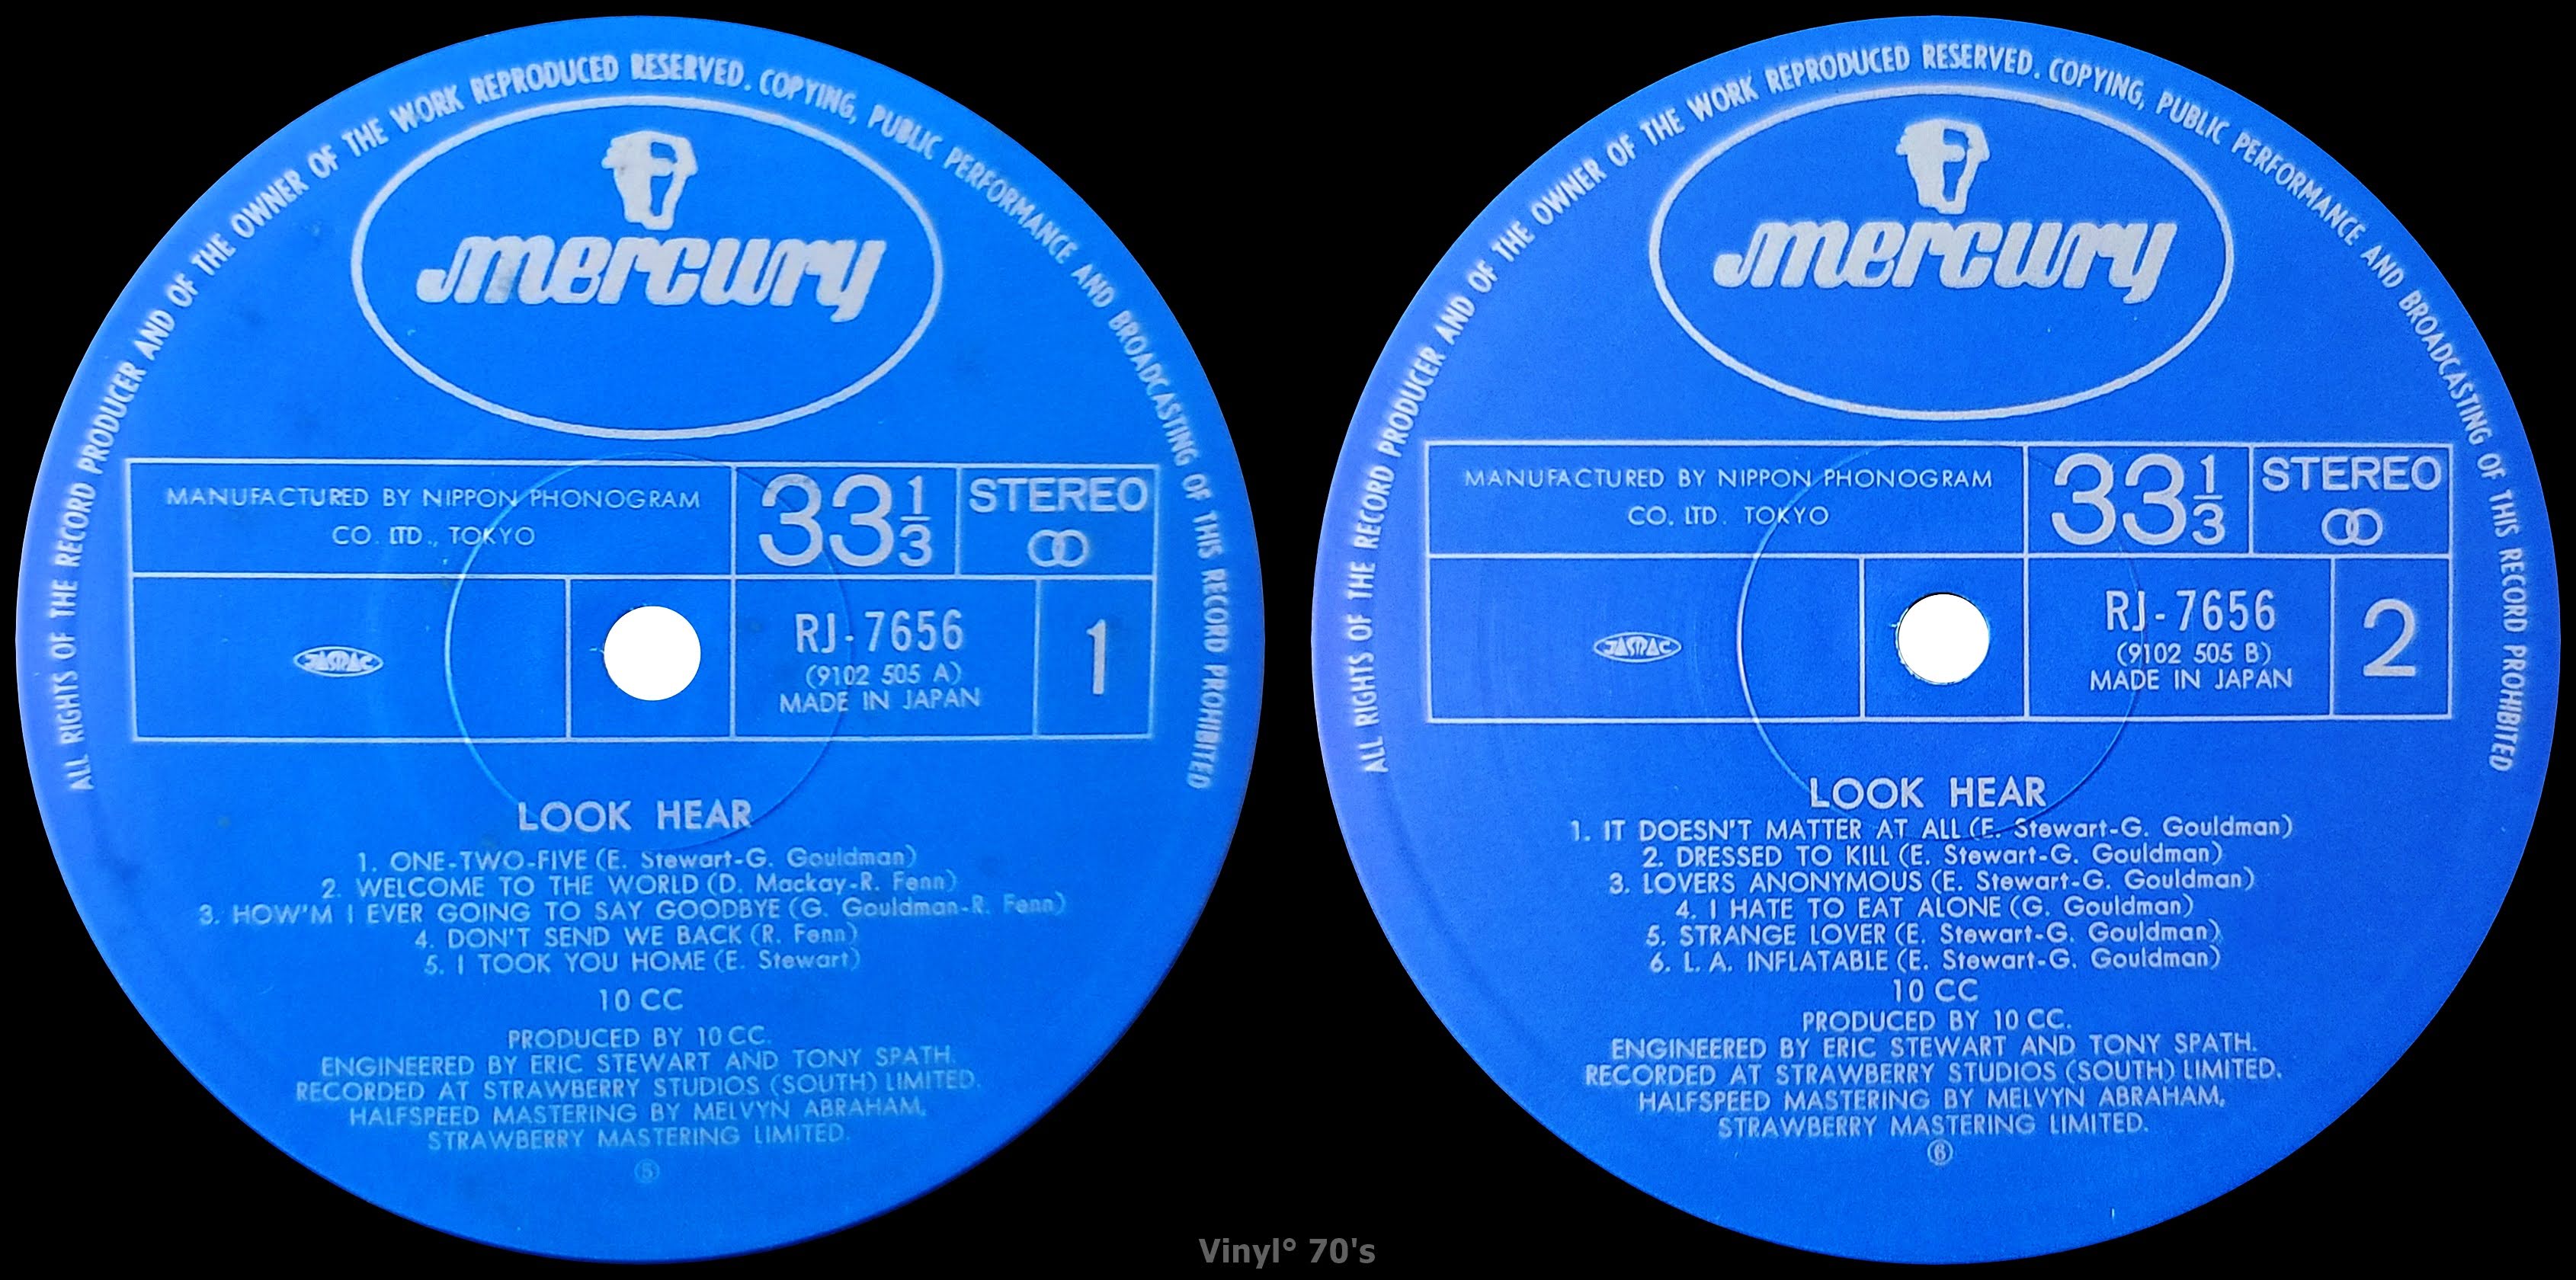 ALL RIGHTS OF THE RECORD PRODUCER AND OF THE OWNER OF THE WORK REPRODUCED RESERVED. COPYING, PUBLIC PERFORMANCE AND BROADCASTING OF THIS RECORD PROHIBITED
mercury
MANUFACTURED BY NIPPON PHONOGRAM
CO. LTD., TOKYO
33 1/3
STEREO
JASRAC
RJ-7656
(9102 505 A)
MADE IN JAPAN
1
LOOK HEAR
1. ONE-TWO-FIVE (E. Stewart-G. Gouldman)
2. WELCOME TO THE WORLD (D. Mackay-R. Fenn)
3. HOW'M I EVER GOING TO SAY GOODBYE (G. Gouldman-R. Fenn)
4. DON'T SEND WE BACK (R. Fenn)
5. I TOOK YOU HOME (E. Stewart)
10 CC
PRODUCED BY 10 CC.
ENGINEERED BY ERIC STEWART AND TONY SPATH.
RECORDED AT STRAWBERRY STUDIOS (SOUTH) LIMITED.
HALFSPEED MASTERING BY MELVYN ABRAHAM,
STRAWBERRY MASTERING LIMITED.
⑤
ALL RIGHTS OF THE RECORD PRODUCER AND OF THE OWNER OF THE WORK REPRODUCED RESERVED. COPYING, PUBLIC PERFORMANCE AND BROADCASTING OF THIS RECORD PROHIBITED
mercury
MANUFACTURED BY NIPPON PHONOGRAM
CO. LTD. TOKYO
33 1/3
STEREO
JASRAC
RJ-7656
(9102 505 B)
MADE IN JAPAN
2
LOOK HEAR
1. IT DOESN'T MATTER AT ALL (E. Stewart-G. Gouldman)
2. DRESSED TO KILL (E. Stewart-G. Gouldman)
3. LOVERS ANONYMOUS (E. Stewart-G. Gouldman)
4. I HATE TO EAT ALONE (G. Gouldman)
5. STRANGE LOVER (E. Stewart-G. Gouldman)
6. L. A. INFLATABLE (E. Stewart-G. Gouldman)
10 CC
PRODUCED BY 10 CC.
ENGINEERED BY ERIC STEWART AND TONY SPATH.
RECORDED AT STRAWBERRY STUDIOS (SOUTH) LIMITED.
HALFSPEED MASTERING BY MELVYN ABRAHAM,
STRAWBERRY MASTERING LIMITED.
⑥
Vinyl° 70's